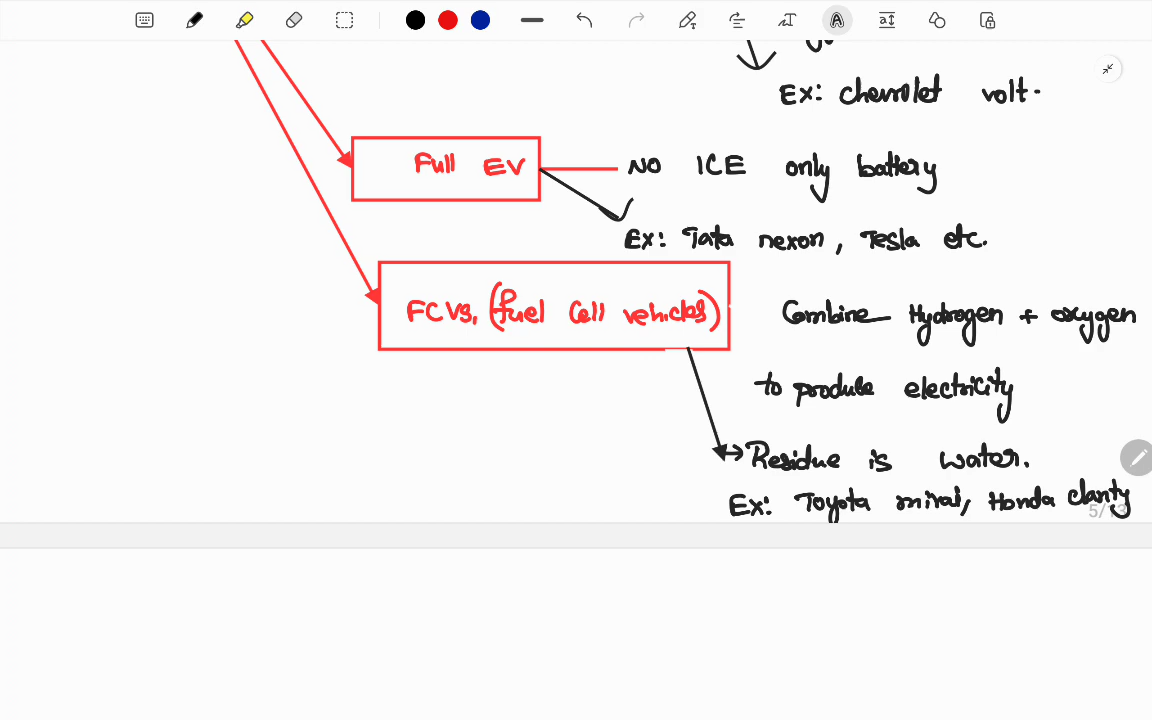 Ex: Chevrolet volt.
Full EV NO ICE only battery
Ex: Tata nexon, Tesla etc.
FCVs, (fuel Cell vehicles) Combine Hydrogen + oxygen
to produce electricity
→ Residue is water.
Ex: Toyota mirai, Honda clarity